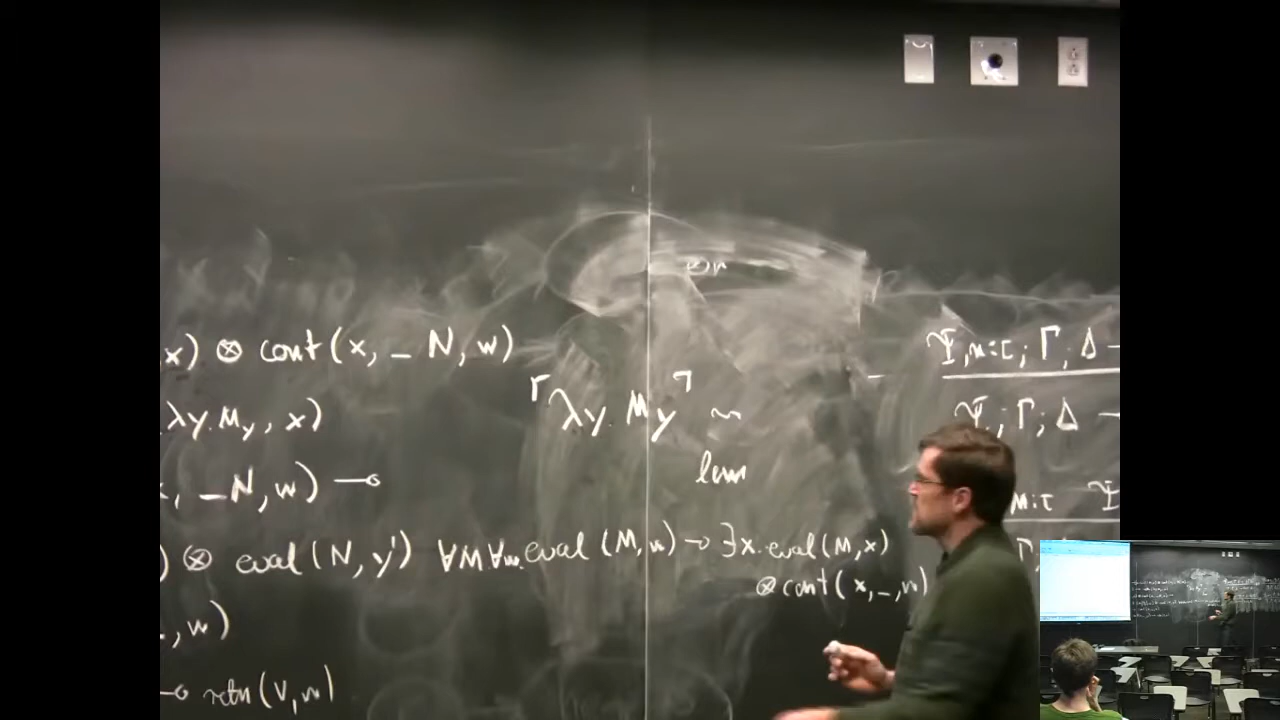 x) ⊗ cont(x, _ N, w)
λy. My, x)
, _N, w) ⊸
) ⊗ eval(N, y')
, w)
⊸ retn(V, w)
⌜λy. My⌝ ~
lam
∀M∀w. eval(M, w) ⊸ ∃x. eval(M, x)
⊗ cont(x, _, w)
Ψ, m:τ; Γ; Δ
Ψ; Γ; Δ
m:τ Ψ